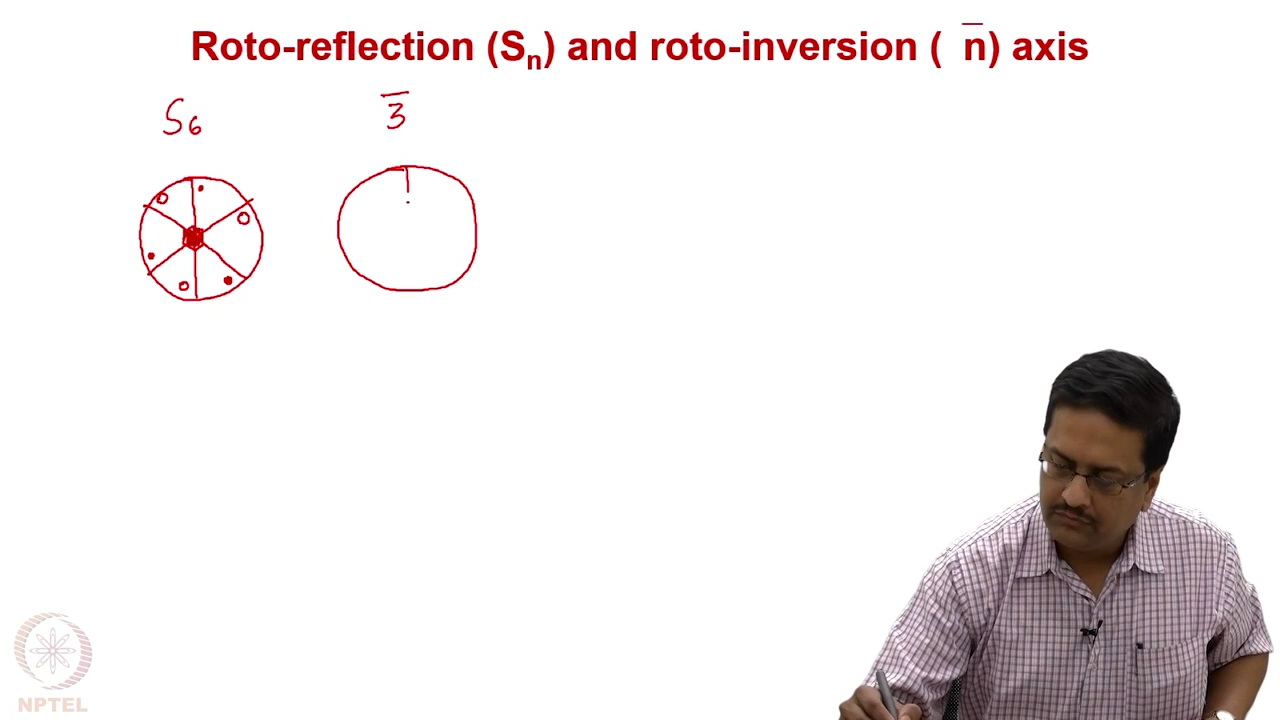 Roto-reflection (Sn) and roto-inversion ( n̅) axis
S6 3̅
NPTEL